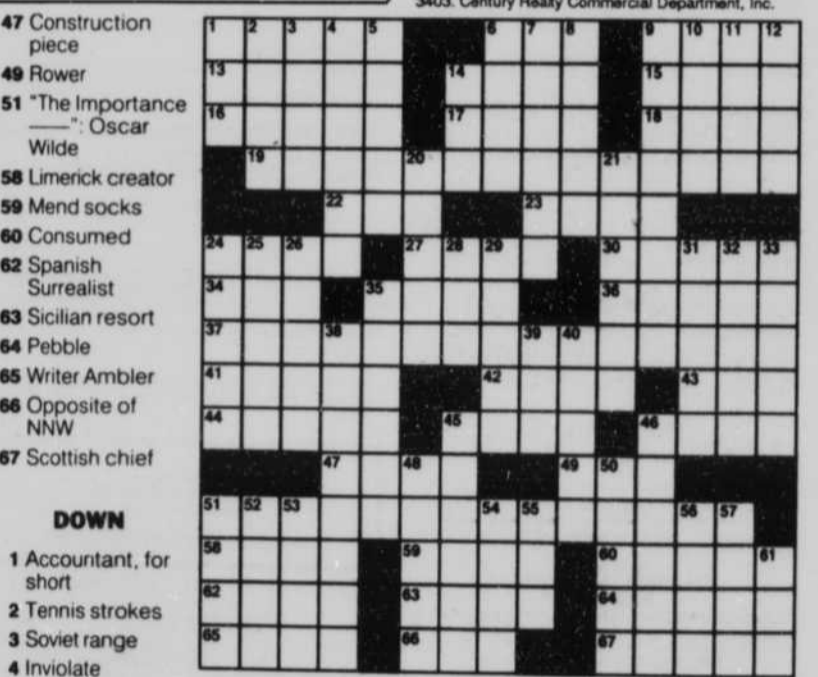 3403. Century Realty Commercial Department, Inc.
47 Construction
piece
49 Rower
51 "The Importance
——": Oscar
Wilde
58 Limerick creator
59 Mend socks
60 Consumed
62 Spanish
Surrealist
63 Sicilian resort
64 Pebble
65 Writer Ambler
66 Opposite of
NNW
67 Scottish chief
DOWN
1 Accountant, for
short
2 Tennis strokes
3 Soviet range
4 Inviolate
1 2 3 4 5 6 7 8 9 10 11 12
13 14 15
16 17 18
19 20 21
22 23
24 25 26 27 28 29 30 31 32 33
34 35 36
37 38 39 40
41 42 43
44 45 46
47 48 49 50
51 52 53 54 55 56 57
58 59 60 61
62 63 64
65 66 67